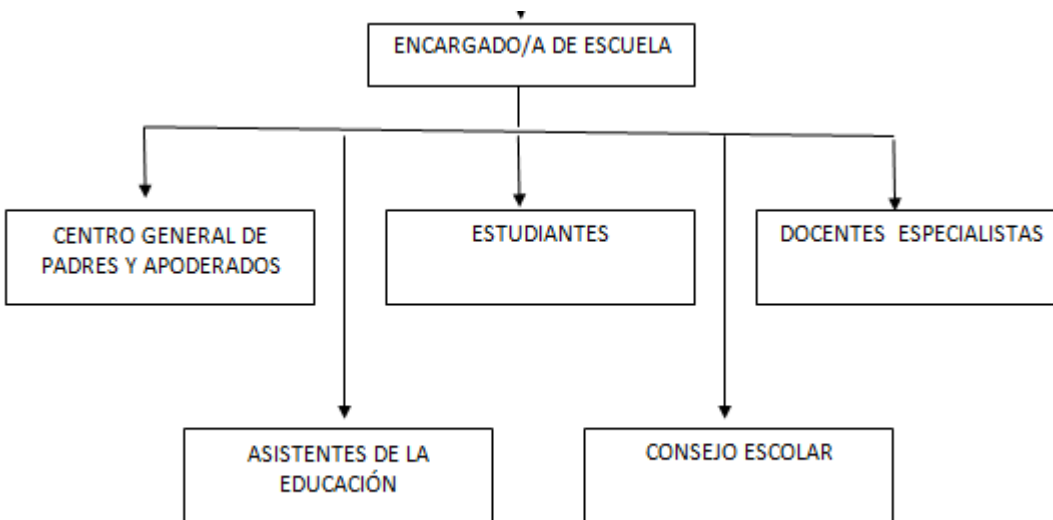 ENCARGADO/A DE ESCUELA
CENTRO GENERAL DE
PADRES Y APODERADOS
ESTUDIANTES
DOCENTES ESPECIALISTAS
ASISTENTES DE LA
EDUCACIÓN
CONSEJO ESCOLAR